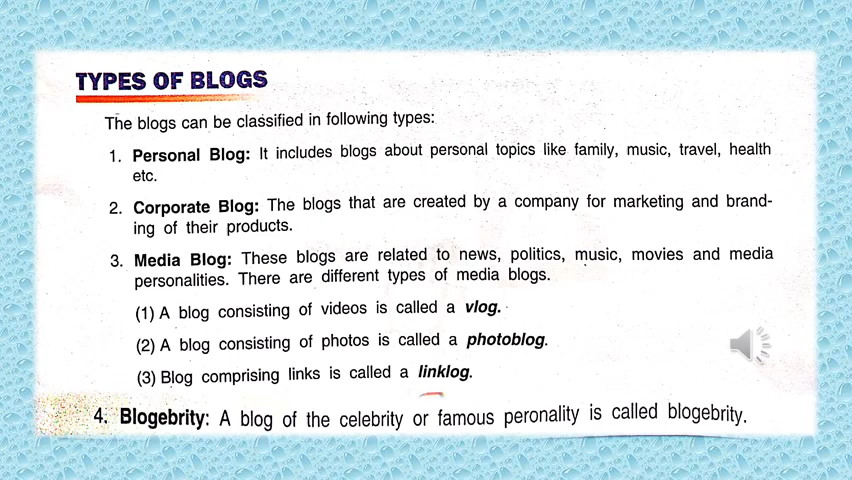 TYPES OF BLOGS
The blogs can be classified in following types:
1. Personal Blog: It includes blogs about personal topics like family, music, travel, health
etc.
2. Corporate Blog: The blogs that are created by a company for marketing and brand-
ing of their products.
3. Media Blog: These blogs are related to news, politics, music, movies and media
personalities. There are different types of media blogs.
(1) A blog consisting of videos is called a vlog.
(2) A blog consisting of photos is called a photoblog.
(3) Blog comprising links is called a linklog.
4. Blogebrity: A blog of the celebrity or famous peronality is called blogebrity.